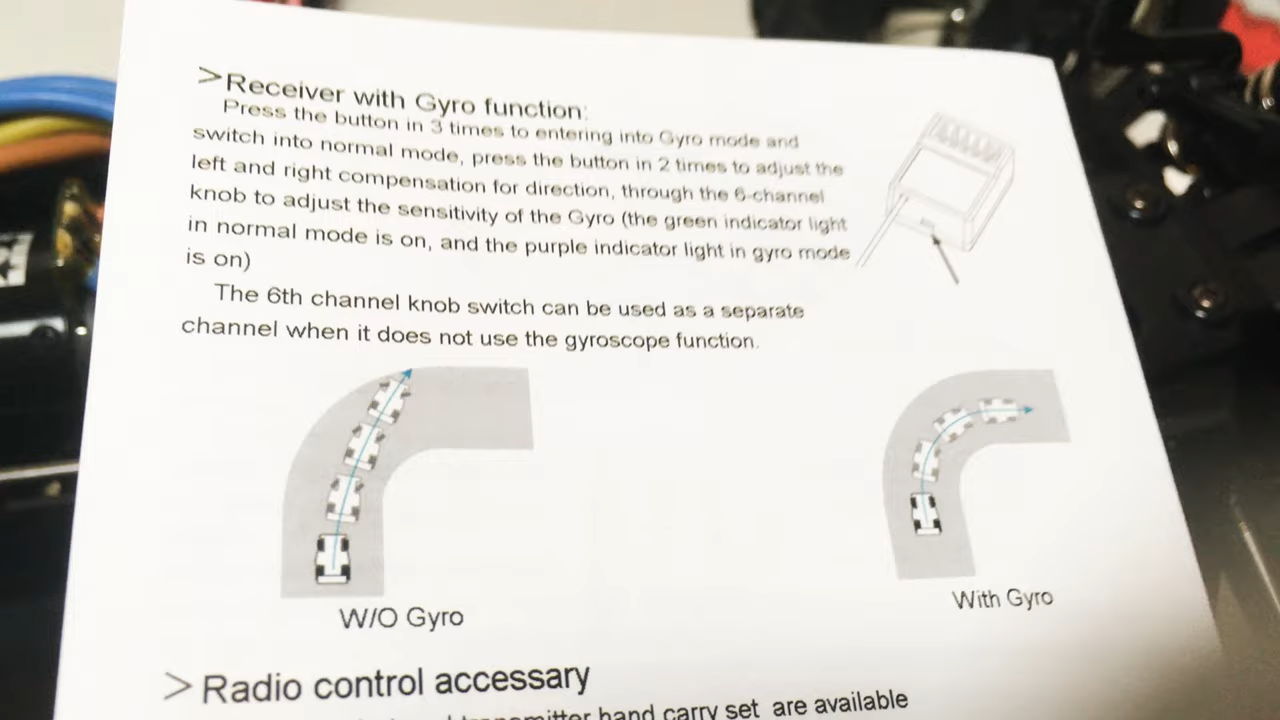 >Receiver with Gyro function:
Press the button in 3 times to entering into Gyro mode and
switch into normal mode, press the button in 2 times to adjust the
left and right compensation for direction, through the 6-channel
knob to adjust the sensitivity of the Gyro (the green indicator light
in normal mode is on, and the purple indicator light in gyro mode
is on)
The 6th channel knob switch can be used as a separate
channel when it does not use the gyroscope function.
W/O Gyro
With Gyro
> Radio control accessary
transmitter hand carry set are available